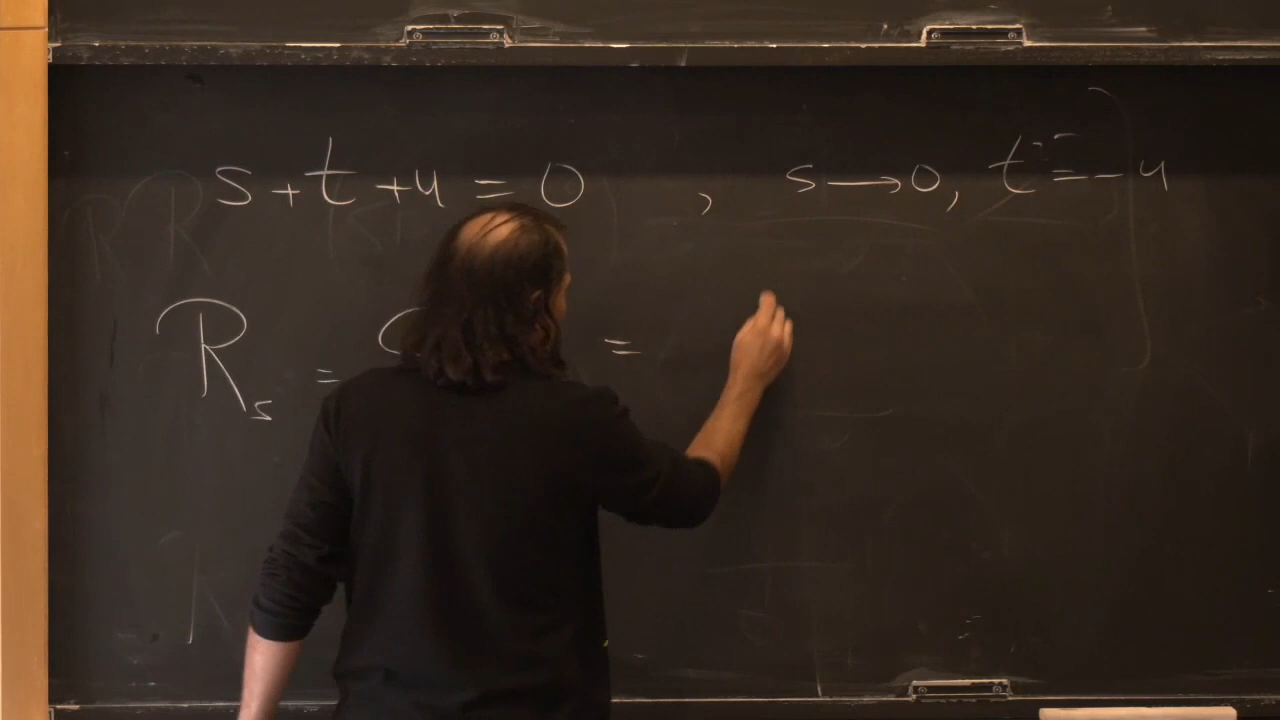 s + t + u = 0 , s → 0, t = - u
R_s = =